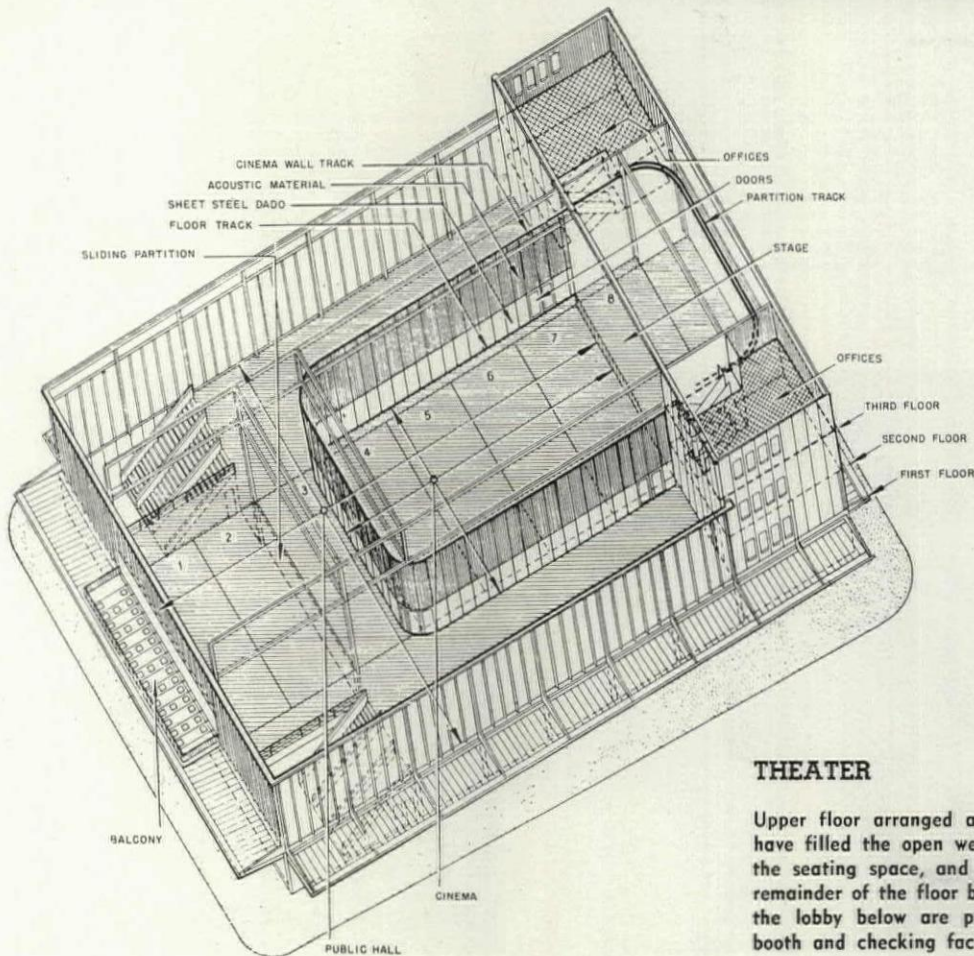 CINEMA WALL TRACK
ACOUSTIC MATERIAL
SHEET STEEL DADO
FLOOR TRACK
SLIDING PARTITION
OFFICES
DOORS
PARTITION TRACK
STAGE
OFFICES
THIRD FLOOR
SECOND FLOOR
FIRST FLOOR
8
7
6
5
4
3
2
1
BALCONY
CINEMA
PUBLIC HALL
THEATER
Upper floor arranged a
have filled the open we
the seating space, and
remainder of the floor b
the lobby below are p
booth and checking fac